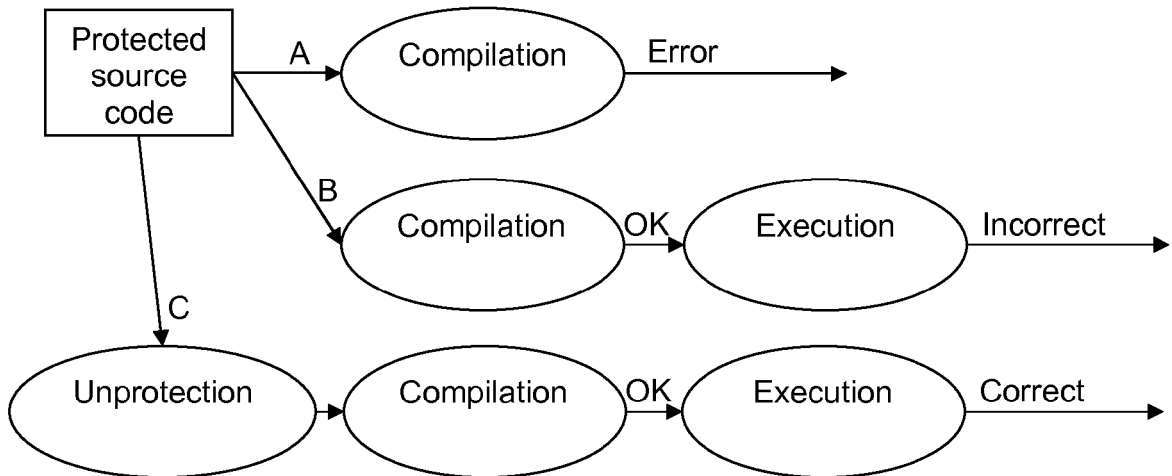 Protected
source
code
A
Compilation
Error
B
Compilation
OK
Execution
Incorrect
C
Unprotection
Compilation
OK
Execution
Correct